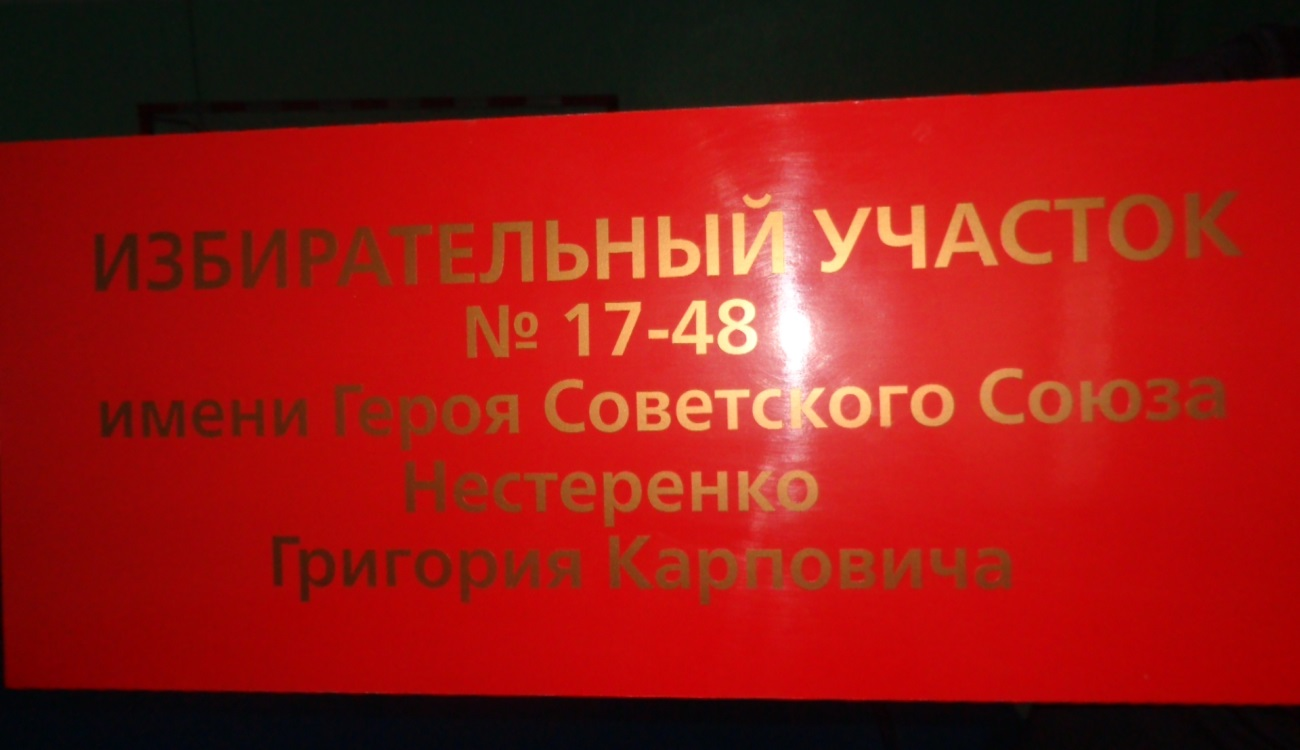 ИЗБИРАТЕЛЬНЫЙ УЧАСТОК
№ 17-48
имени Героя Советского Союза
Нестеренко
Григория Карповича